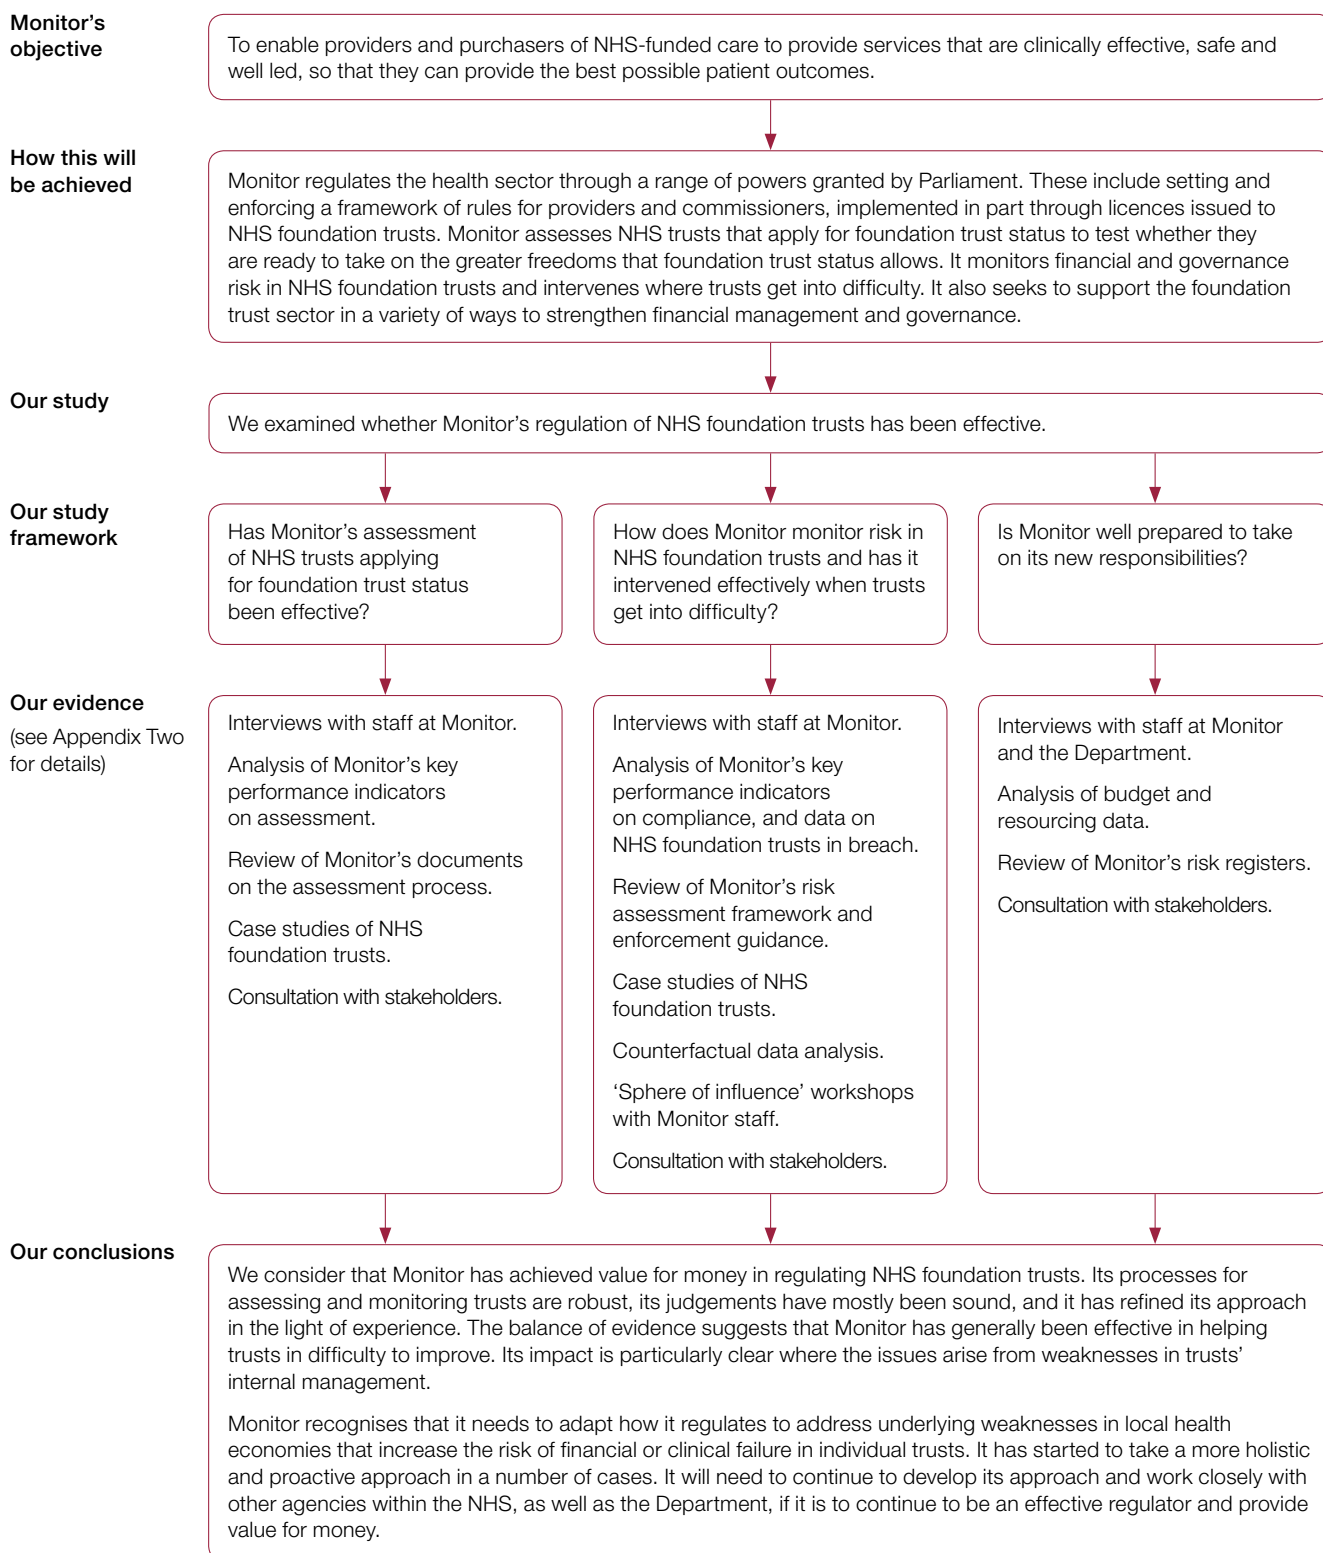 Monitor's
objective
To enable providers and purchasers of NHS-funded care to provide services that are clinically effective, safe and
well led, so that they can provide the best possible patient outcomes.
How this will
be achieved
Monitor regulates the health sector through a range of powers granted by Parliament. These include setting and
enforcing a framework of rules for providers and commissioners, implemented in part through licences issued to
NHS foundation trusts. Monitor assesses NHS trusts that apply for foundation trust status to test whether they
are ready to take on the greater freedoms that foundation trust status allows. It monitors financial and governance
risk in NHS foundation trusts and intervenes where trusts get into difficulty. It also seeks to support the foundation
trust sector in a variety of ways to strengthen financial management and governance.
Our study
We examined whether Monitor's regulation of NHS foundation trusts has been effective.
Our study
framework
Has Monitor's assessment
of NHS trusts applying
for foundation trust status
been effective?
How does Monitor monitor risk in
NHS foundation trusts and has it
intervened effectively when trusts
get into difficulty?
Is Monitor well prepared to take
on its new responsibilities?
Our evidence
(see Appendix Two
for details)
Interviews with staff at Monitor.
Analysis of Monitor's key
performance indicators
on assessment.
Review of Monitor's documents
on the assessment process.
Case studies of NHS
foundation trusts.
Consultation with stakeholders.
Interviews with staff at Monitor.
Analysis of Monitor's key
performance indicators
on compliance, and data on
NHS foundation trusts in breach.
Review of Monitor's risk
assessment framework and
enforcement guidance.
Case studies of NHS
foundation trusts.
Counterfactual data analysis.
'Sphere of influence' workshops
with Monitor staff.
Consultation with stakeholders.
Interviews with staff at Monitor
and the Department.
Analysis of budget and
resourcing data.
Review of Monitor's risk registers.
Consultation with stakeholders.
Our conclusions
We consider that Monitor has achieved value for money in regulating NHS foundation trusts. Its processes for
assessing and monitoring trusts are robust, its judgements have mostly been sound, and it has refined its approach
in the light of experience. The balance of evidence suggests that Monitor has generally been effective in helping
trusts in difficulty to improve. Its impact is particularly clear where the issues arise from weaknesses in trusts'
internal management.
Monitor recognises that it needs to adapt how it regulates to address underlying weaknesses in local health
economies that increase the risk of financial or clinical failure in individual trusts. It has started to take a more holistic
and proactive approach in a number of cases. It will need to continue to develop its approach and work closely with
other agencies within the NHS, as well as the Department, if it is to continue to be an effective regulator and provide
value for money.